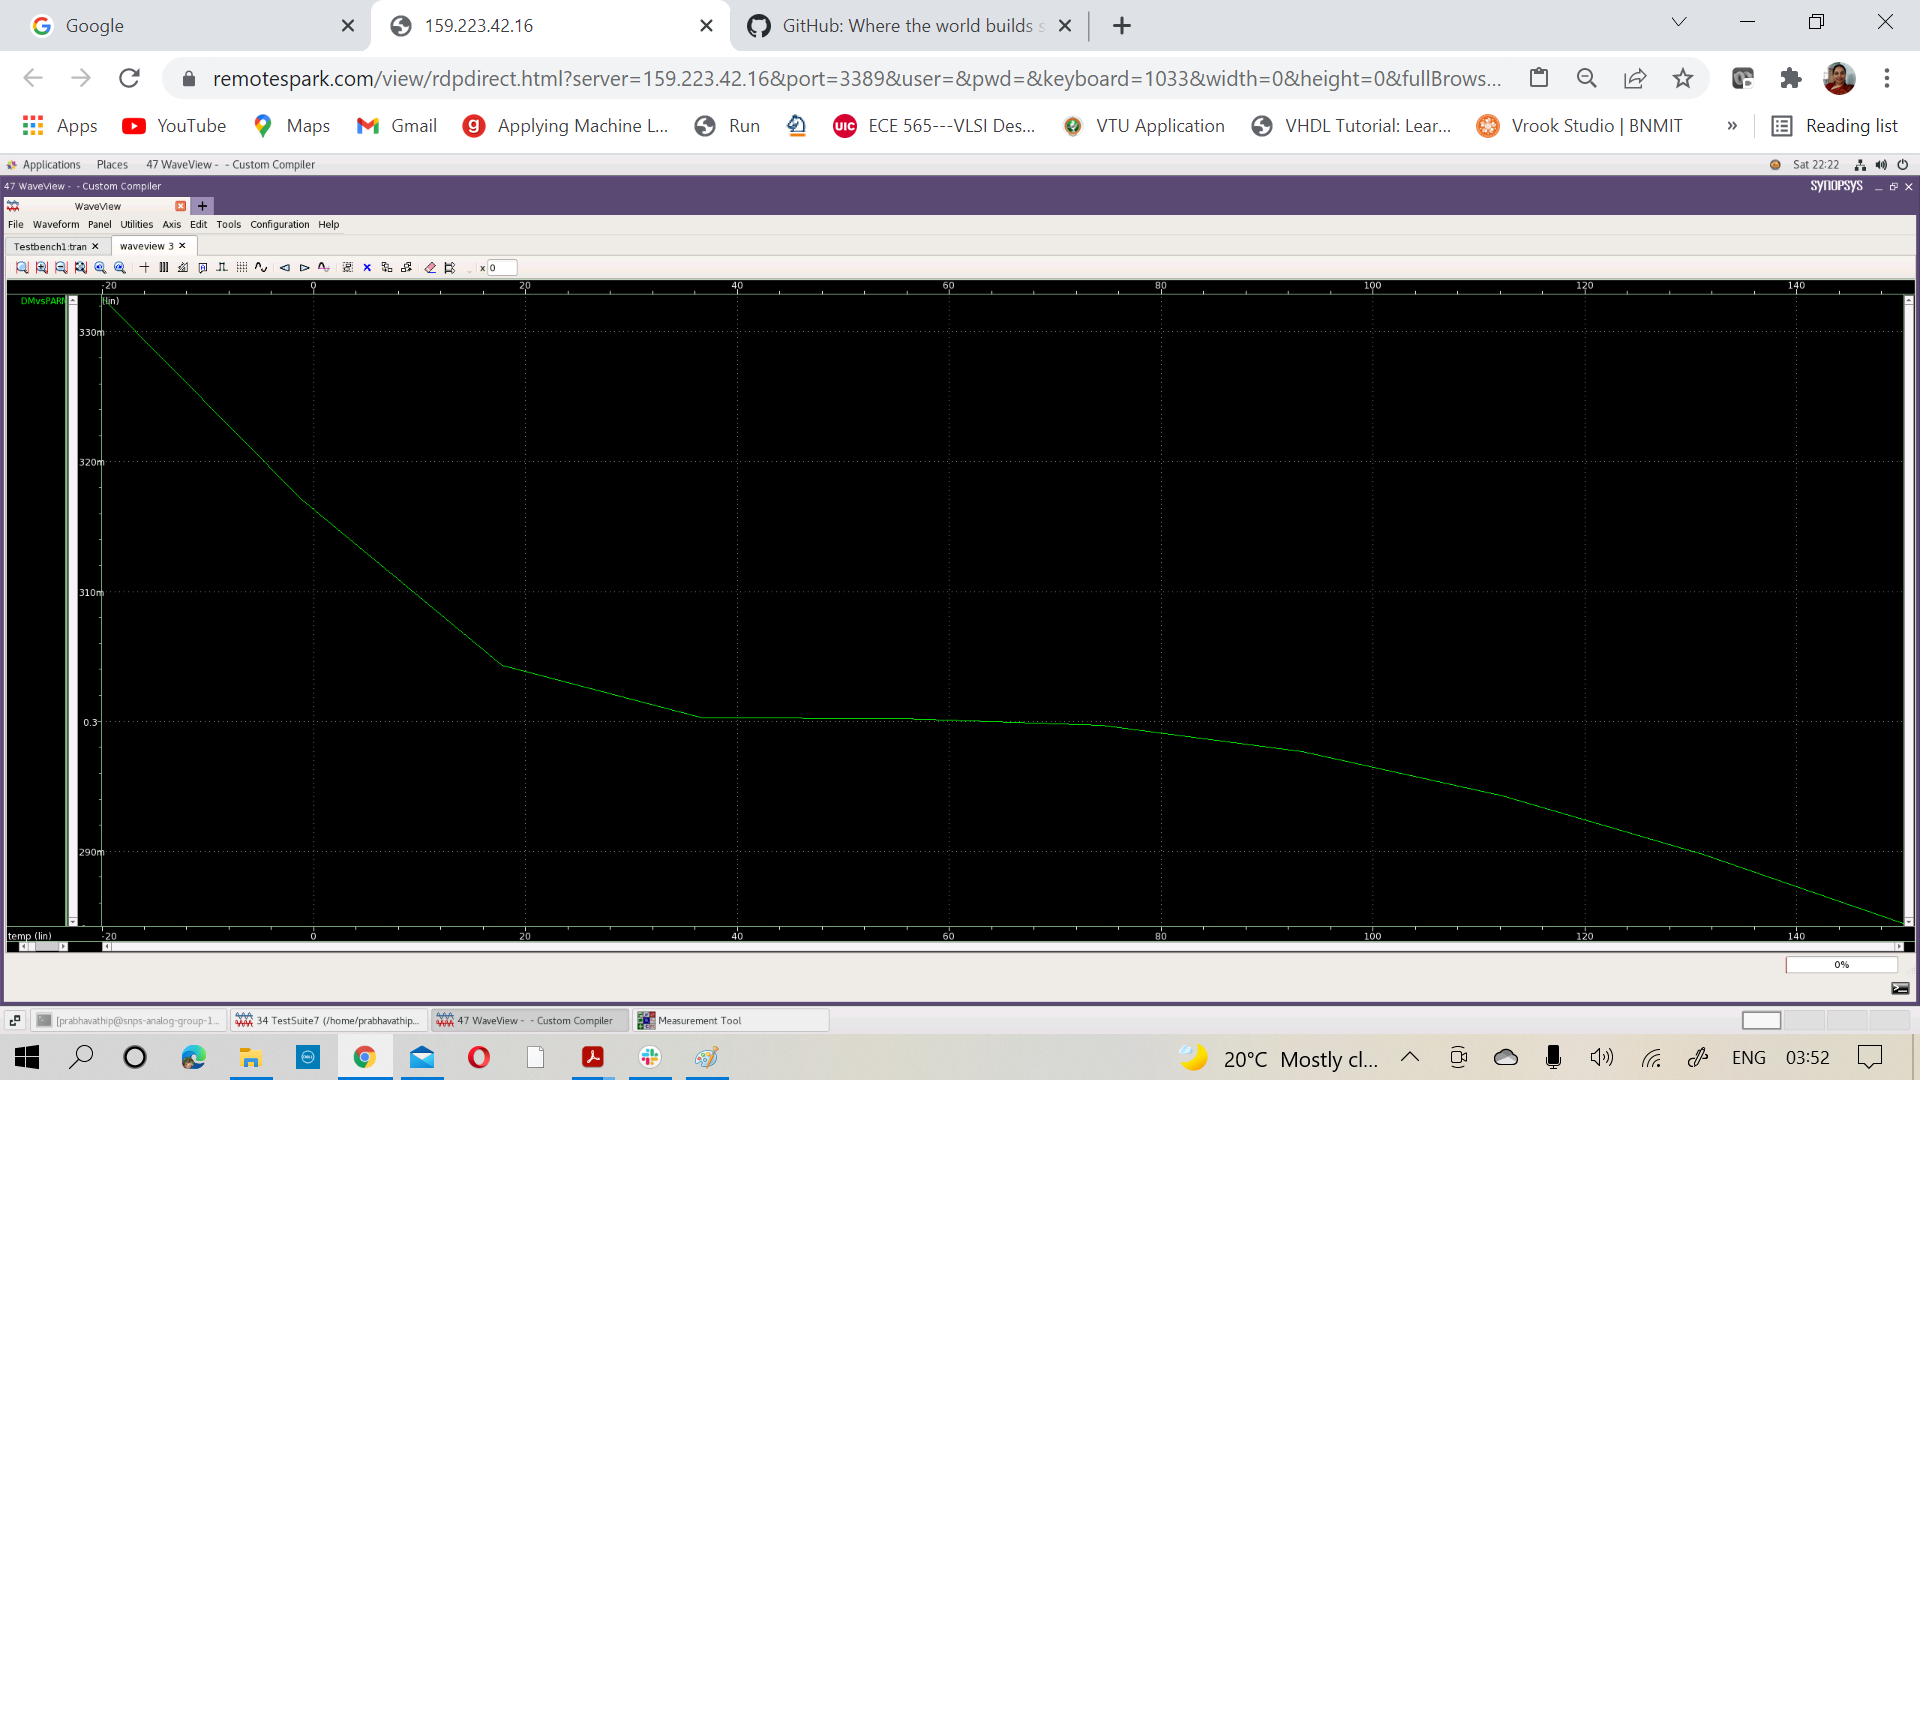 Google
159.223.42.16
GitHub: Where the world builds s
remotespark.com/view/rdpdirect.html?server=159.223.42.16&port=3389&user=&pwd=&keyboard=1033&width=0&height=0&fullBrows...
Apps YouTube Maps Gmail Applying Machine L... Run ECE 565---VLSI Des... VTU Application VHDL Tutorial: Lear... Vrook Studio | BNMIT » Reading list
Applications Places 47 WaveView - - Custom Compiler Sat 22:22
47 WaveView - - Custom Compiler SYNOPSYS
WaveView
File Waveform Panel Utilities Axis Edit Tools Configuration Help
Testbench1:tran waveview 3
x 0
-20 0 20 40 60 80 100 120 140
DMvsPARM (lin)
330m
320m
310m
0.3
290m
temp (lin) -20 0 20 40 60 80 100 120 140
0%
[prabhavathip@snps-analog-group-1... 34 TestSuite7 (/home/prabhavathip... 47 WaveView - - Custom Compiler Measurement Tool
20°C Mostly cl... ENG 03:52